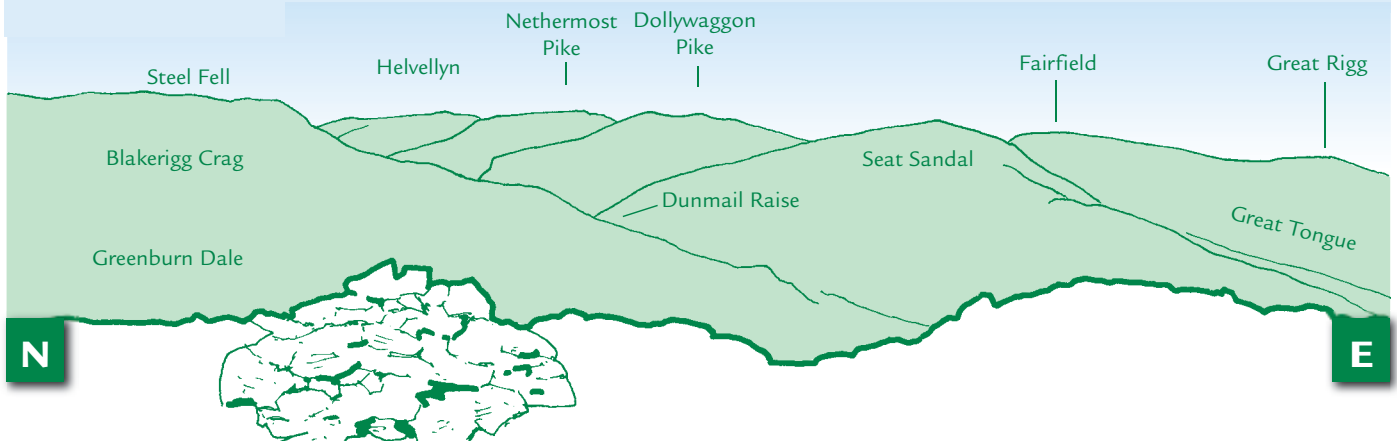 Nethermost
Pike
Dollywaggon
Pike
Steel Fell
Helvellyn
Fairfield
Great Rigg
Blakerigg Crag
Seat Sandal
Dunmail Raise
Great Tongue
Greenburn Dale
N
E